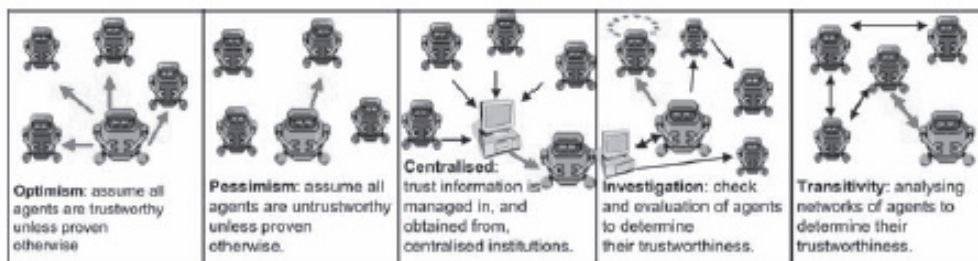 Optimism: assume all
agents are trustworthy
unless proven
otherwise
Pessimism: assume all
agents are untrustworthy
unless proven
otherwise.
Centralised:
trust information is
managed in, and
obtained from,
centralised institutions.
Investigation: check
and evaluation of agents
to determine
their trustworthiness.
Transitivity: analysing
networks of agents to
determine their
trustworthiness.